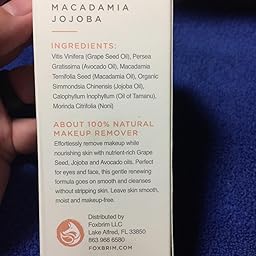 MACADAMIA
JOJOBA
INGREDIENTS:
Vitis Vinifera (Grape Seed Oil), Persea
Gratissima (Avocado Oil), Macadamia
Ternifolia Seed (Macadamia Oil), Organic
Simmondsia Chinensis (Jojoba Oil),
Calophyllum Inophyllum (Oil of Tamanu),
Morinda Citrifolia (Noni)
ABOUT 100% NATURAL
MAKEUP REMOVER
Effortlessly remove makeup while
nourishing skin with nutrient-rich Grape
Seed, Jojoba and Avocado oils. Perfect
for eyes and face, this gentle renewing
formula goes on smooth and cleanses
without stripping skin. Leave skin smooth,
moist and makeup-free.
Distributed by
Foxbrim LLC
Lake Alfred, FL 33850
863 968 6580
FOXBRIM.COM